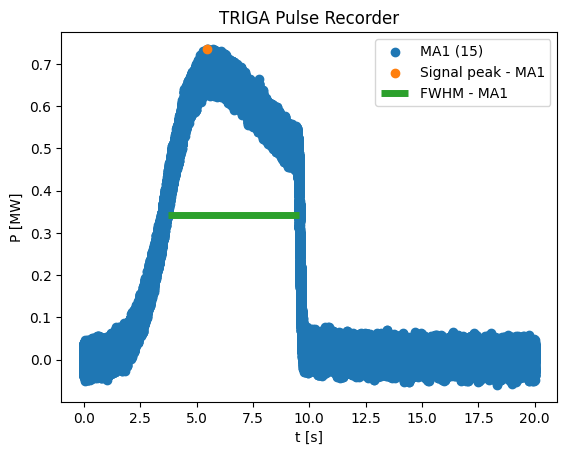 TRIGA Pulse Recorder
MA1 (15)
Signal peak - MA1
FWHM - MA1
P [MW]
0.7
0.6
0.5
0.4
0.3
0.2
0.1
0.0
0.0 2.5 5.0 7.5 10.0 12.5 15.0 17.5 20.0
t [s]